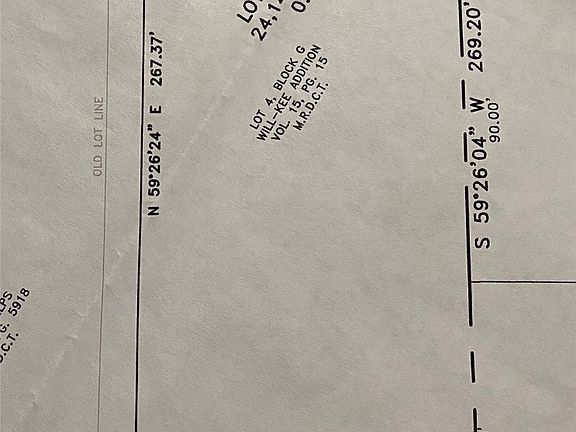 OLD LOT LINE
N 59°26'24" E 267.37'
LOT 4, BLOCK G
WILL-KEE ADDITION
VOL. 15, PG. 15
M.R.D.C.T.
S 59°26'04" W 269.20'
90.00'
5918